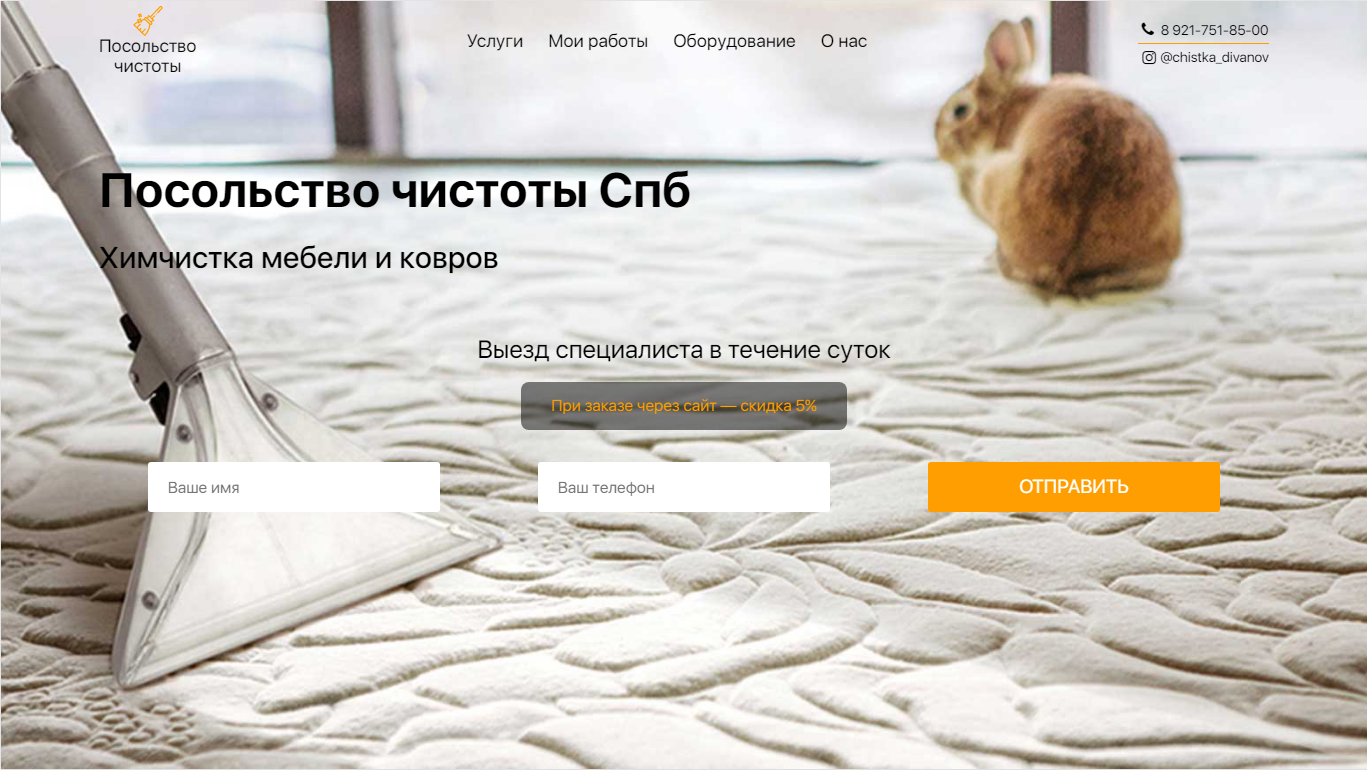 Посольство
чистоты
Услуги
Мои работы
Оборудование
О нас
8 921-751-85-00
@chistka_divanov
Посольство чистоты Спб
Химчистка мебели и ковров
Выезд специалиста в течение суток
При заказе через сайт — скидка 5%
Ваше имя
Ваш телефон
ОТПРАВИТЬ